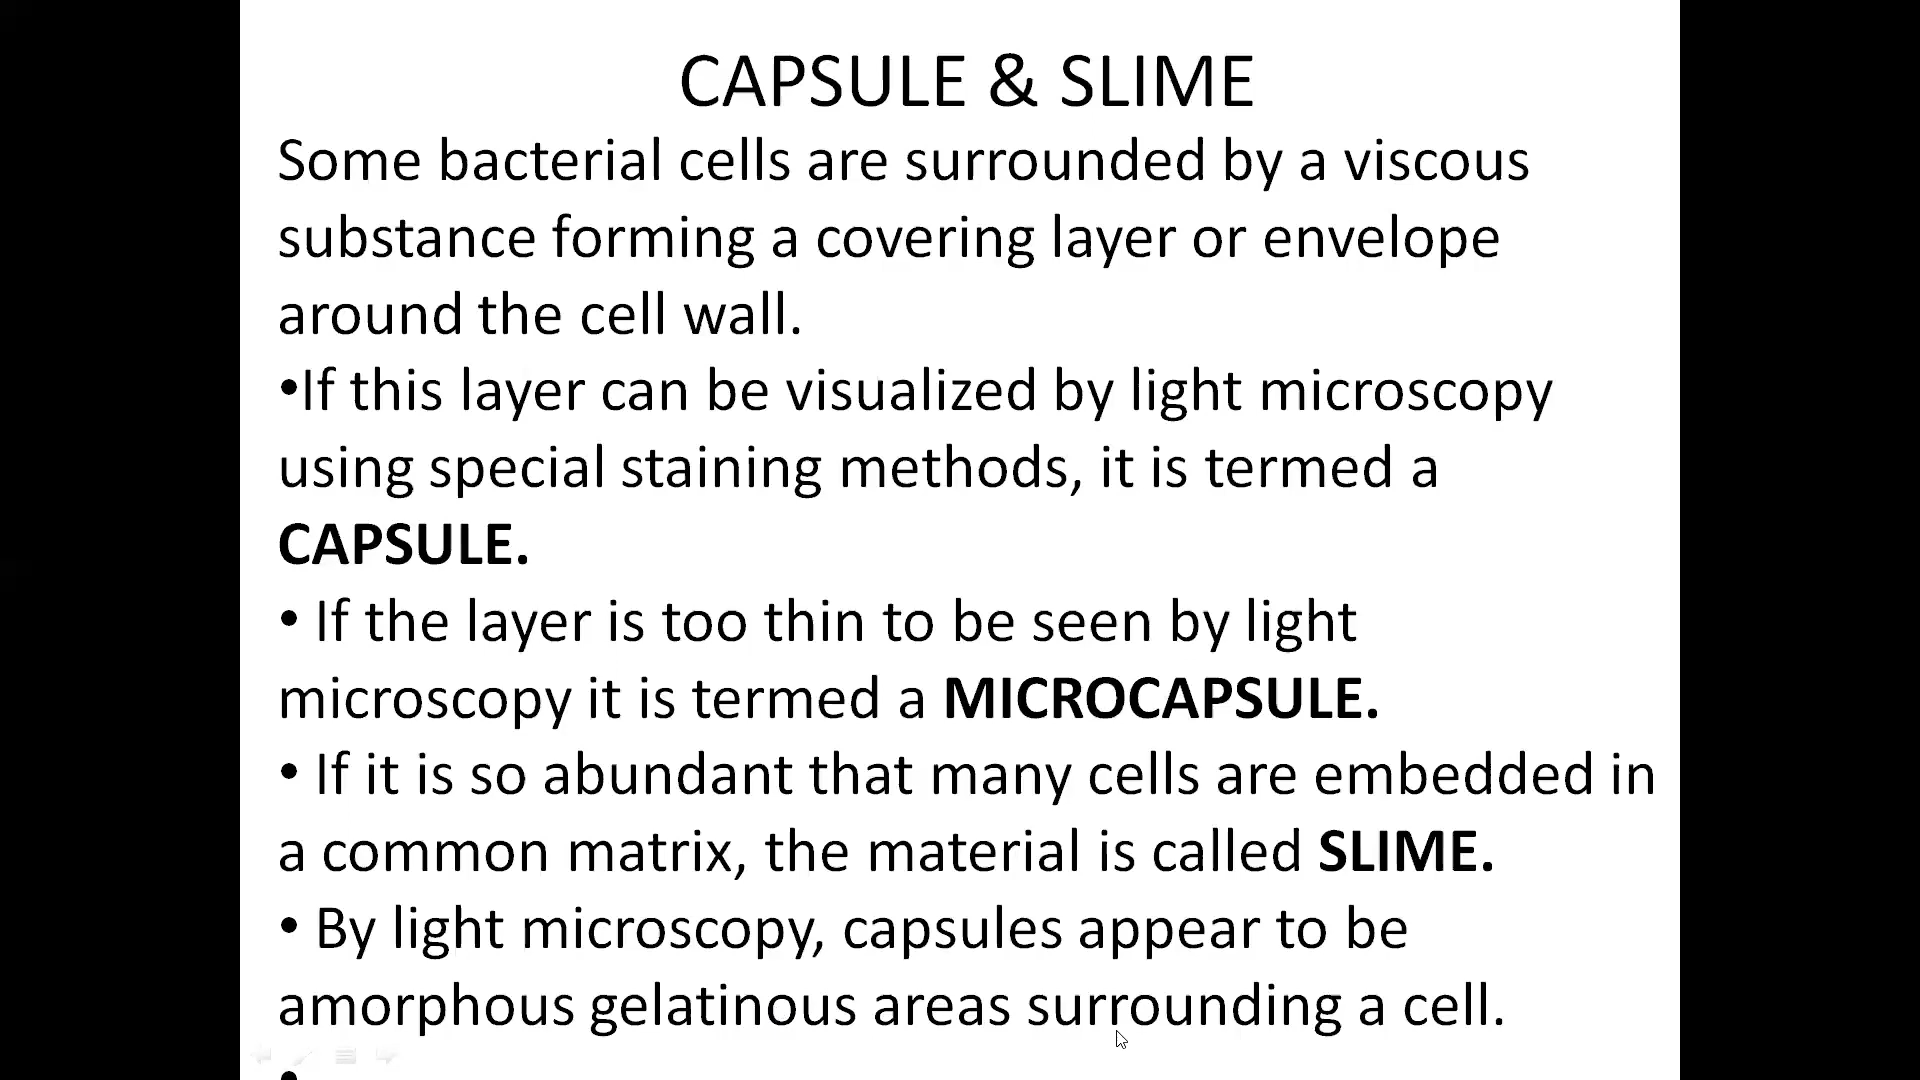 CAPSULE & SLIME
Some bacterial cells are surrounded by a viscous
substance forming a covering layer or envelope
around the cell wall.
•If this layer can be visualized by light microscopy
using special staining methods, it is termed a
CAPSULE.
• If the layer is too thin to be seen by light
microscopy it is termed a MICROCAPSULE.
• If it is so abundant that many cells are embedded in
a common matrix, the material is called SLIME.
• By light microscopy, capsules appear to be
amorphous gelatinous areas surrounding a cell.
•